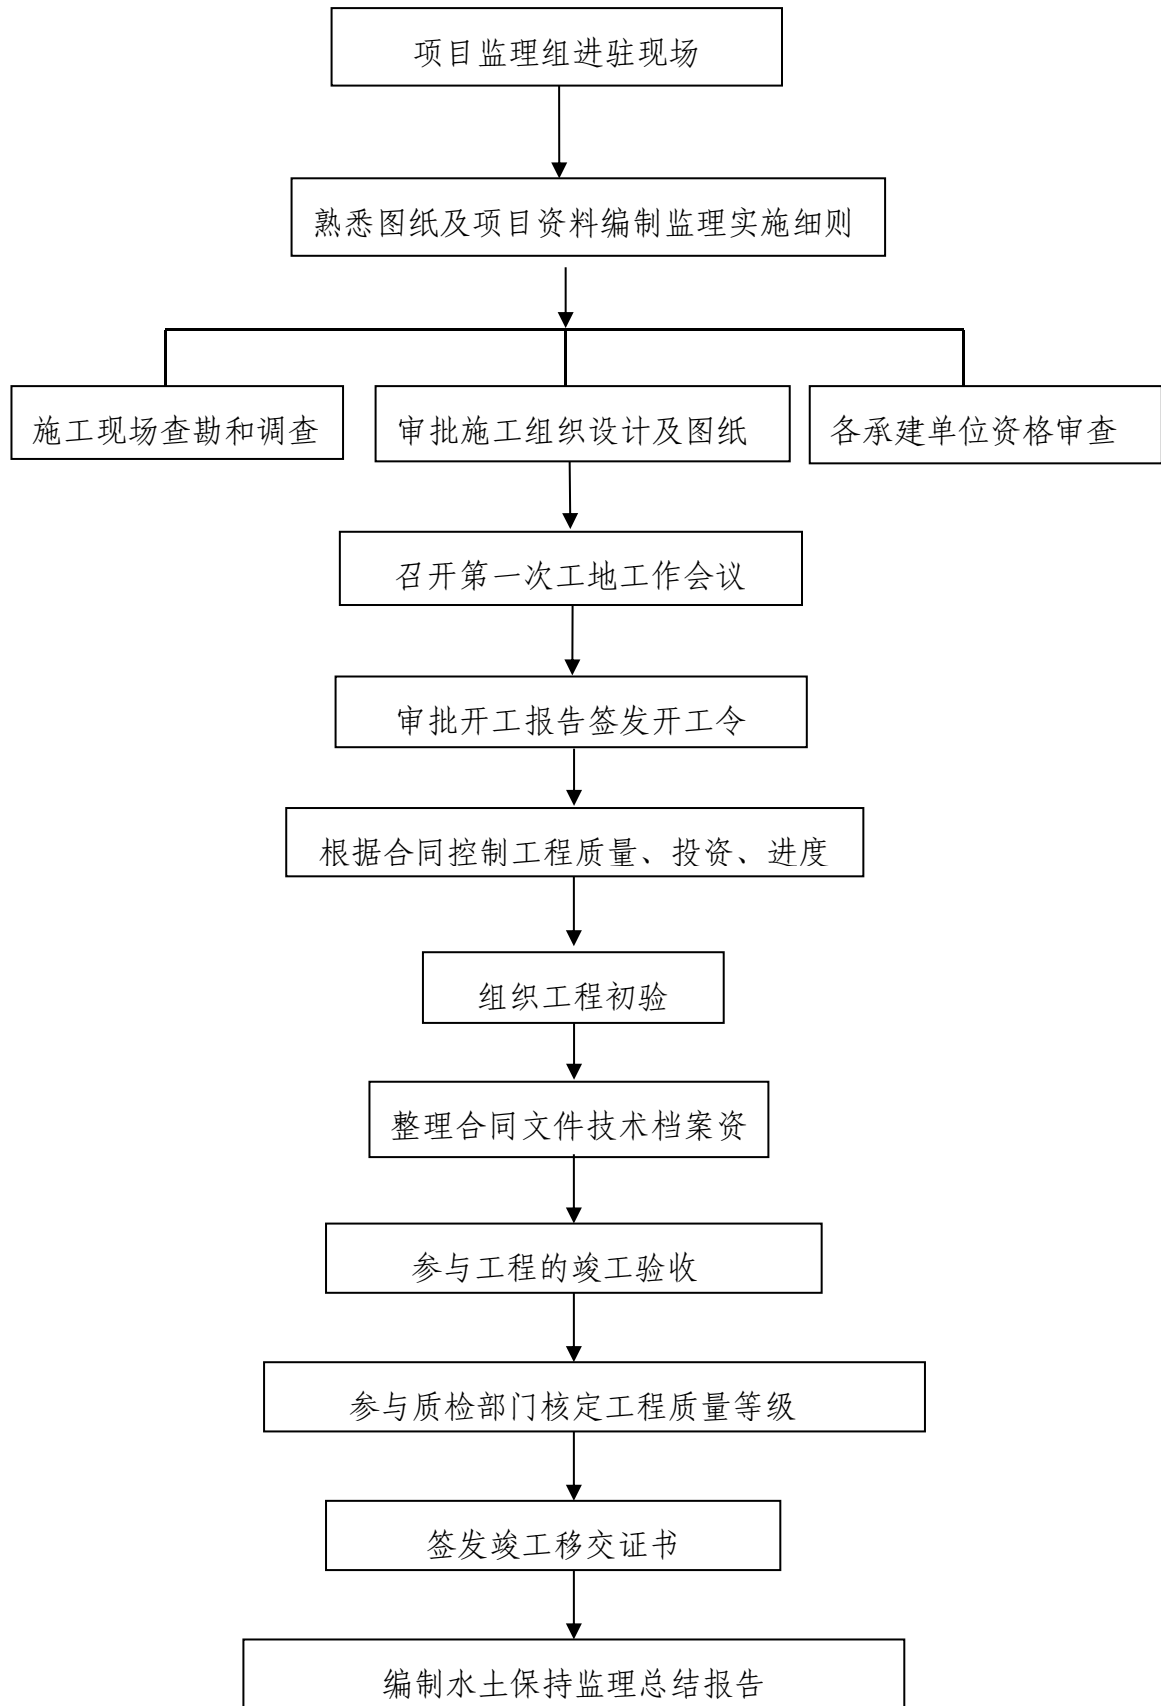 项目监理组进驻现场
熟悉图纸及项目资料编制监理实施细则
施工现场查勘和调查
审批施工组织设计及图纸
各承建单位资格审查
召开第一次工地工作会议
审批开工报告签发开工令
根据合同控制工程质量、投资、进度
组织工程初验
整理合同文件技术档案资
参与工程的竣工验收
参与质检部门核定工程质量等级
签发竣工移交证书
编制水土保持监理总结报告